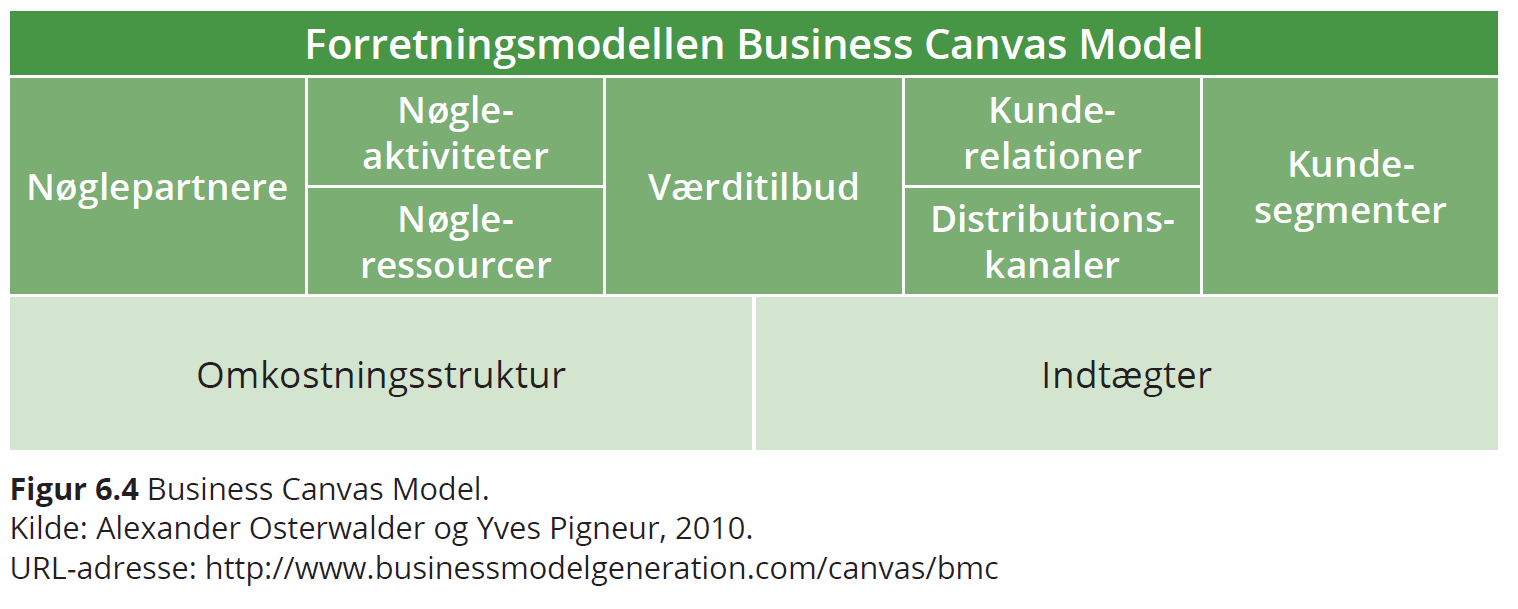 Forretningsmodellen Business Canvas Model
Nøglepartnere
Nøgle-
aktiviteter
Nøgle-
ressourcer
Værditilbud
Kunde-
relationer
Distributions-
kanaler
Kunde-
segmenter
Omkostningsstruktur
Indtægter
Figur 6.4 Business Canvas Model.
Kilde: Alexander Osterwalder og Yves Pigneur, 2010.
URL-adresse: http://www.businessmodelgeneration.com/canvas/bmc